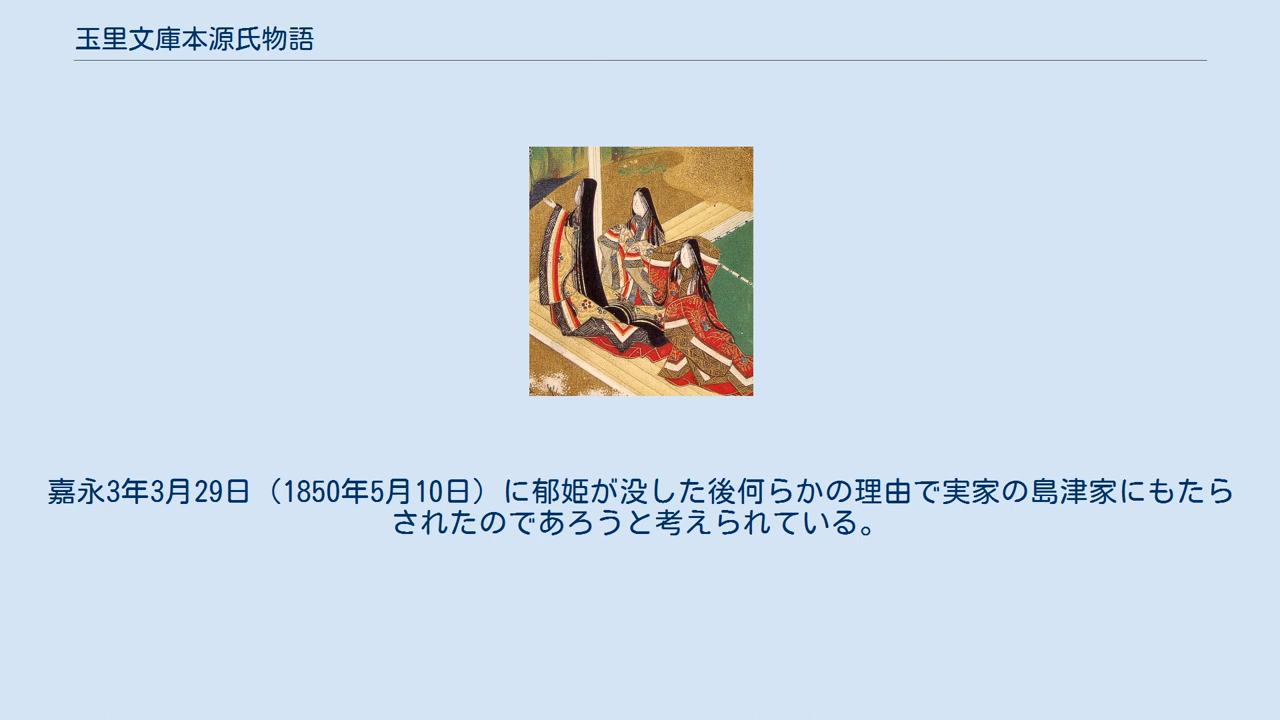 玉里文庫本源氏物語
嘉永3年3月29日（1850年5月10日）に郁姫が没した後何らかの理由で実家の島津家にもたら
されたのであろうと考えられている。